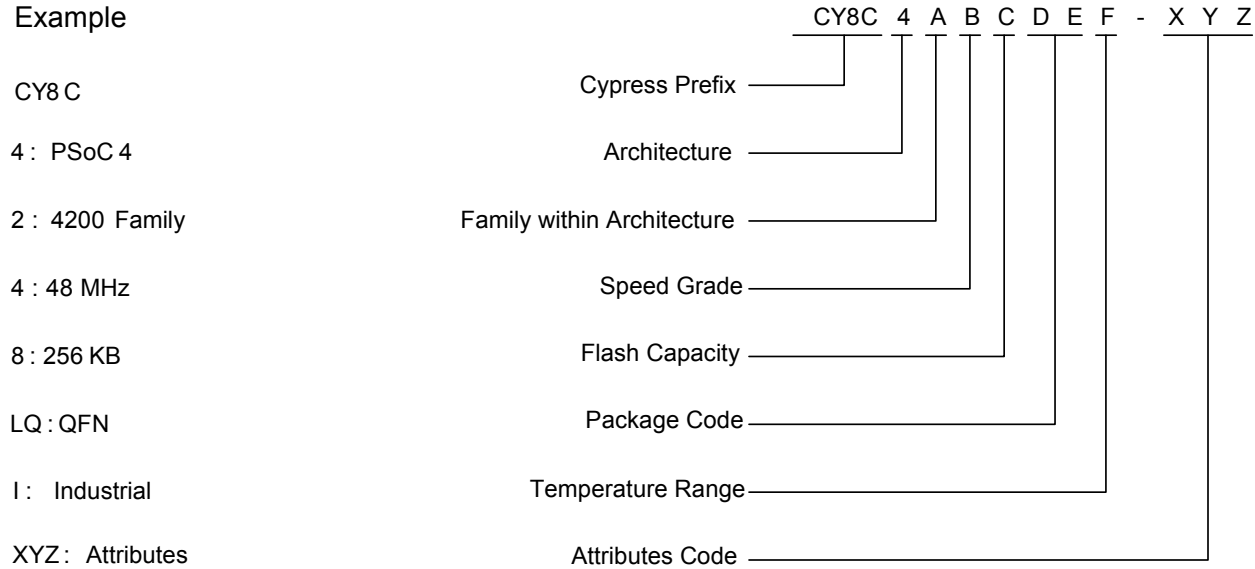 Example CY8C 4 A B C D E F - X Y Z
CY8 C Cypress Prefix
4 : PSoC 4 Architecture
2 : 4200 Family Family within Architecture
4 : 48 MHz Speed Grade
8 : 256 KB Flash Capacity
LQ : QFN Package Code
I : Industrial Temperature Range
XYZ : Attributes Attributes Code